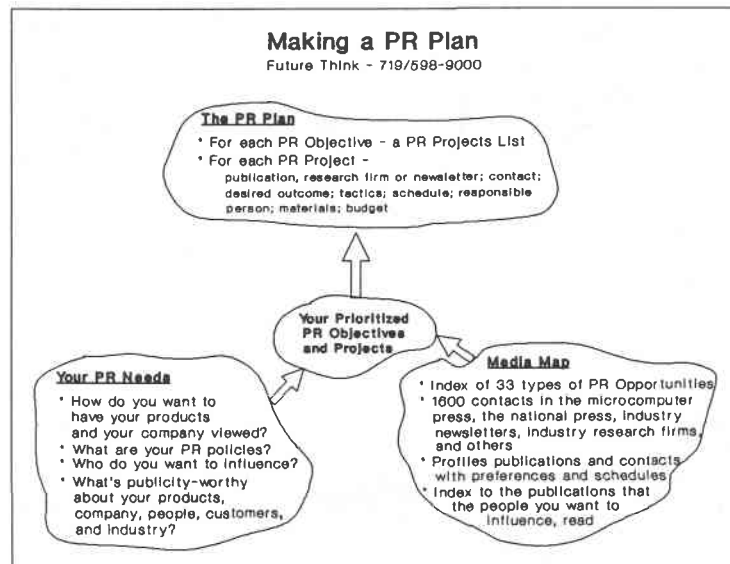 Making a PR Plan
Future Think - 719/598-9000
The PR Plan
* For each PR Objective - a PR Projects List
* For each PR Project -
publication, research firm or newsletter; contact;
desired outcome; tactics; schedule; responsible
person; materials; budget
Your Prioritized
PR Objectives
and Projects
Your PR Needs
* How do you want to
have your products
and your company viewed?
* What are your PR policies?
* Who do you want to influence?
* What's publicity-worthy
about your products,
company, people, customers,
and industry?
Media Map
* Index of 33 types of PR Opportunities
* 1600 contacts in the microcomputer
press, the national press, industry
newsletters, industry research firms,
and others
* Profiles publications and contacts
with preferences and schedules
* Index to the publications that
the people you want to
influence, read